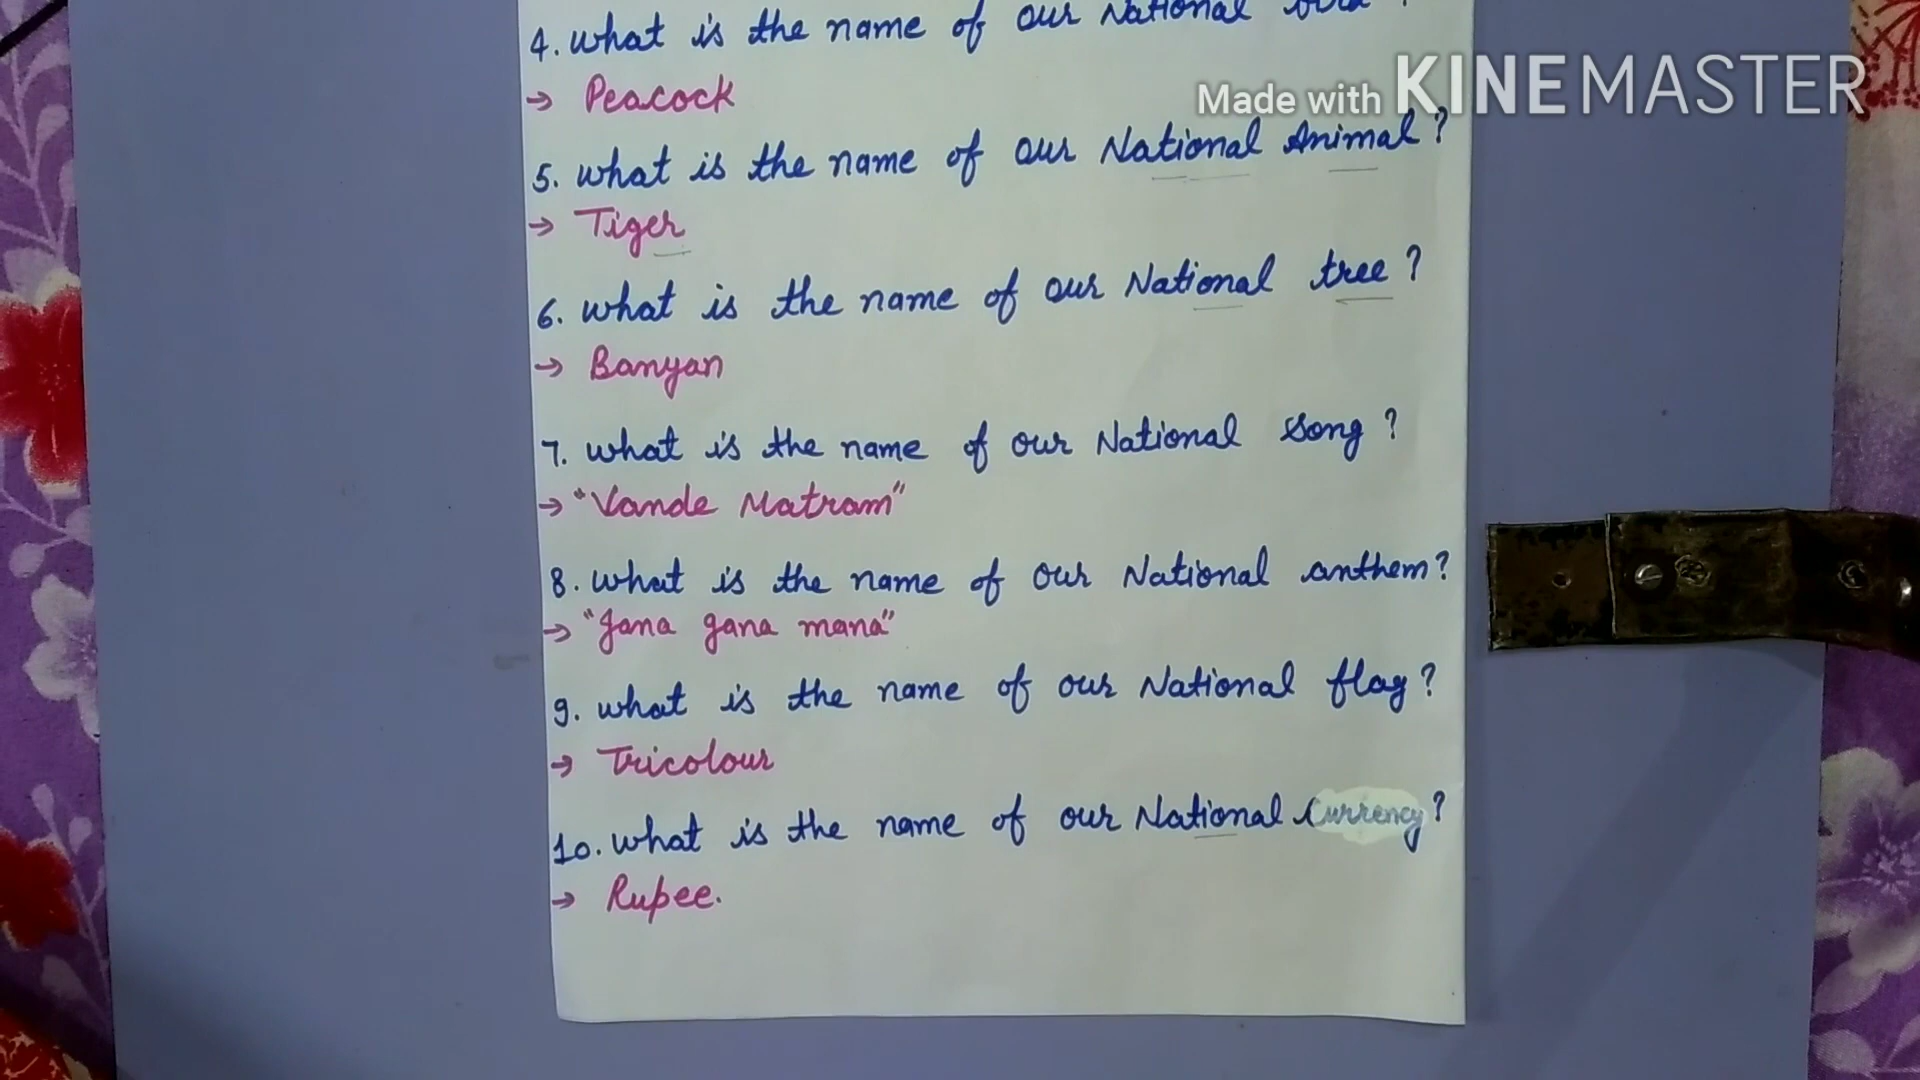 4. What is the name of our National bird ?
Made with KINEMASTER
→ Peacock
5. What is the name of our National Animal ?
→ Tiger
6. What is the name of our National tree ?
→ Banyan
7. What is the name of our National Song ?
→ "Vande Matram"
8. What is the name of our National anthem ?
→ "Jana gana mana"
9. What is the name of our National flag ?
→ Tricolour
10. What is the name of our National Currency ?
→ Rupee.